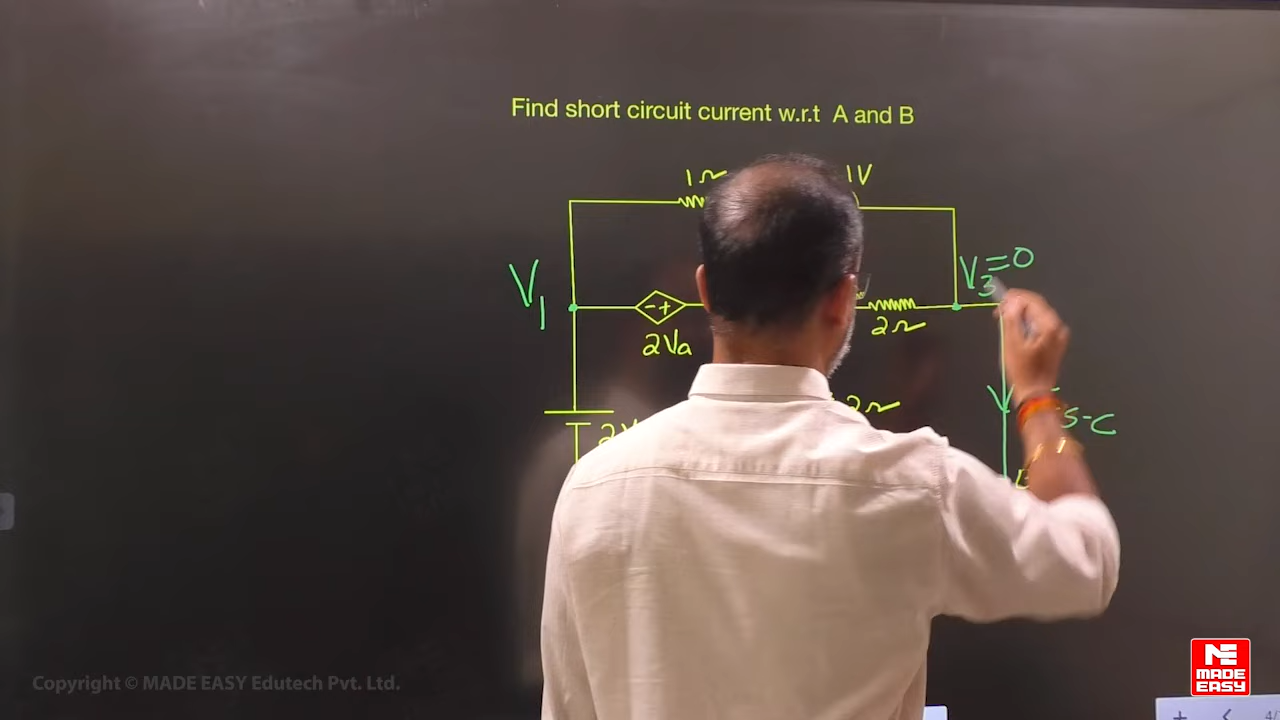 Find short circuit current w.r.t A and B
1Ω
1V
V3=0
V1
2Va
2Ω
2Ω
S-C
Copyright © MADE EASY Edutech Pvt. Ltd.
ME
MADE
EASY